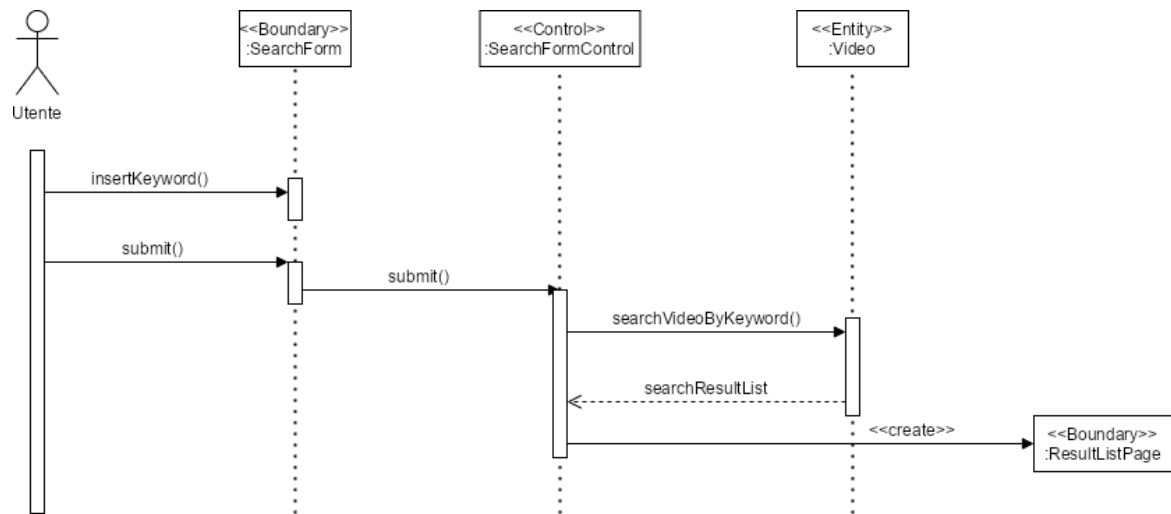 <<Boundary>>
:SearchForm
<<Control>>
:SearchFormControl
<<Entity>>
:Video
Utente
insertKeyword()
submit()
submit()
searchVideoByKeyword()
searchResultList
<<create>>
<<Boundary>>
:ResultListPage